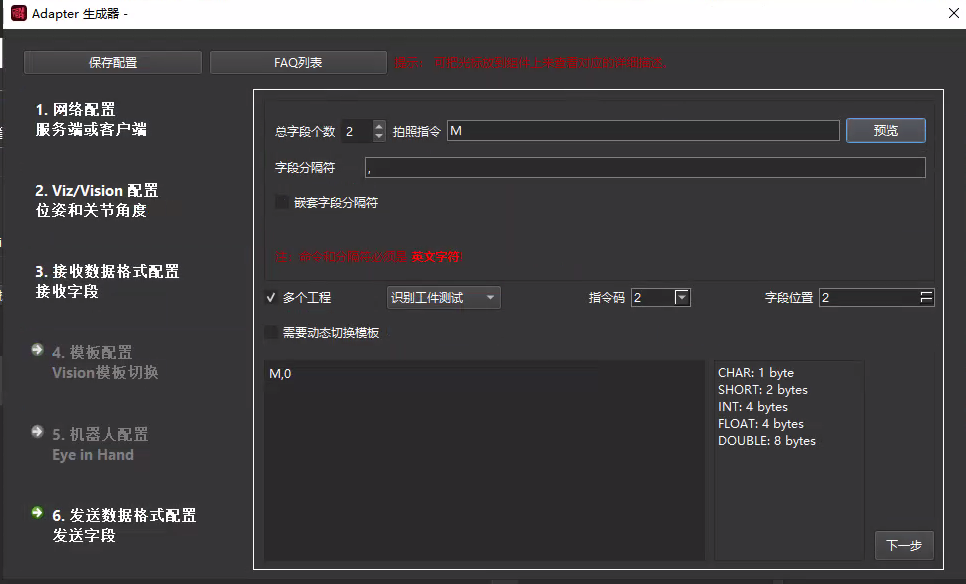 Adapter 生成器 -
保存配置
FAQ列表
1. 网络配置
服务端或客户端
2. Viz/Vision 配置
位姿和关节角度
3. 接收数据格式配置
接收字段
4. 模板配置
Vision模板切换
5. 机器人配置
Eye in Hand
6. 发送数据格式配置
发送字段
总字段个数 2 拍照指令 M 预览
字段分隔符 ,
嵌套字段分隔符
英文字符
多个工程 识别工件测试 指令码 2 字段位置 2
需要动态切换模板
M,0
CHAR: 1 byte
SHORT: 2 bytes
INT: 4 bytes
FLOAT: 4 bytes
DOUBLE: 8 bytes
下一步